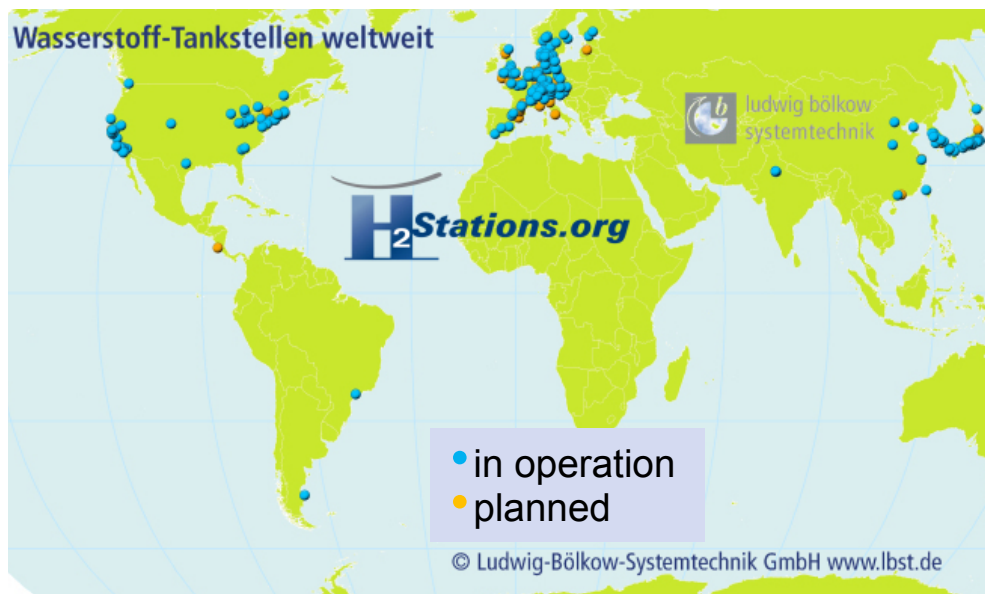 Wasserstoff-Tankstellen weltweit
b
ludwig bölkow
systemtechnik
H2Stations.org
in operation
planned
© Ludwig-Bölkow-Systemtechnik GmbH www.lbst.de